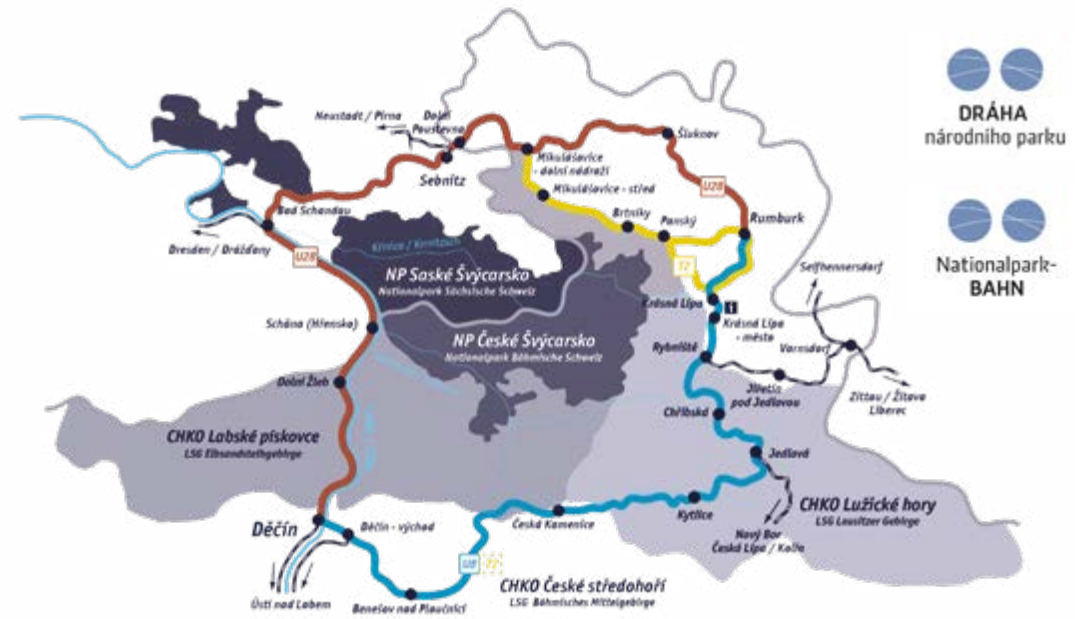 DRÁHA
národního parku
Nationalpark-
BAHN
Neustadt / Pirna
Dolní
Poustevna
Sebnitz
Mikulášovice
- dolní nádraží
Mikulášovice - střed
Šluknov
U28
Rumburk
Brtníky
Panský
Bad Schandau
Dresden / Drážďany
U28
Křinice / Kirnitzsch
NP Saské Švýcarsko
Nationalpark Sächsische Schweiz
Seifhennersdorf
Krásná Lípa
i
Krásná Lípa
- město
Schöna (Hřensko)
NP České Švýcarsko
Nationalpark Böhmische Schweiz
Rybniště
Varnsdorf
Jiřetín
pod Jedlovou
Zittau / Žitava
Liberec
Dolní Žleb
Chřibská
CHKO Labské pískovce
LSG Elbsandsteingebirge
Jedlová
Děčín
Děčín - východ
Česká Kamenice
Kytlice
CHKO Lužické hory
LSG Lausitzer Gebirge
Nový Bor
Česká Lípa / Kolín
U8
CHKO České středohoří
LSG Böhmisches Mittelgebirge
Ústí nad Labem
Benešov nad Ploučnicí